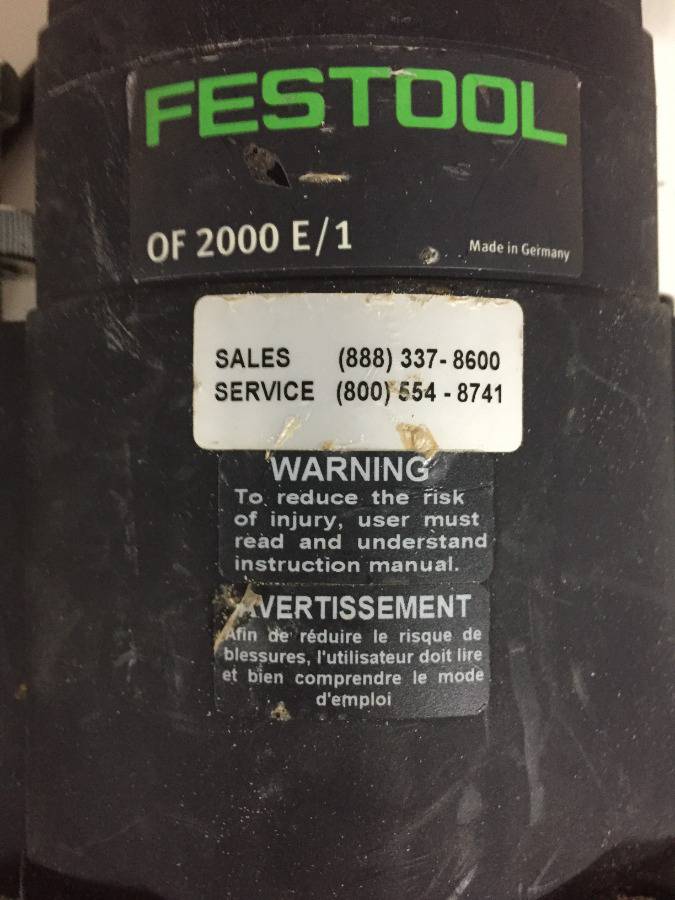 FESTOOL
OF 2000 E/1 Made in Germany
SALES (888) 337-8600
SERVICE (800) 554-8741
WARNING
To reduce the risk
of injury, user must
read and understand
instruction manual.
AVERTISSEMENT
Afin de réduire le risque de
blessures, l'utilisateur doit lire
et bien comprendre le mode
d'emploi